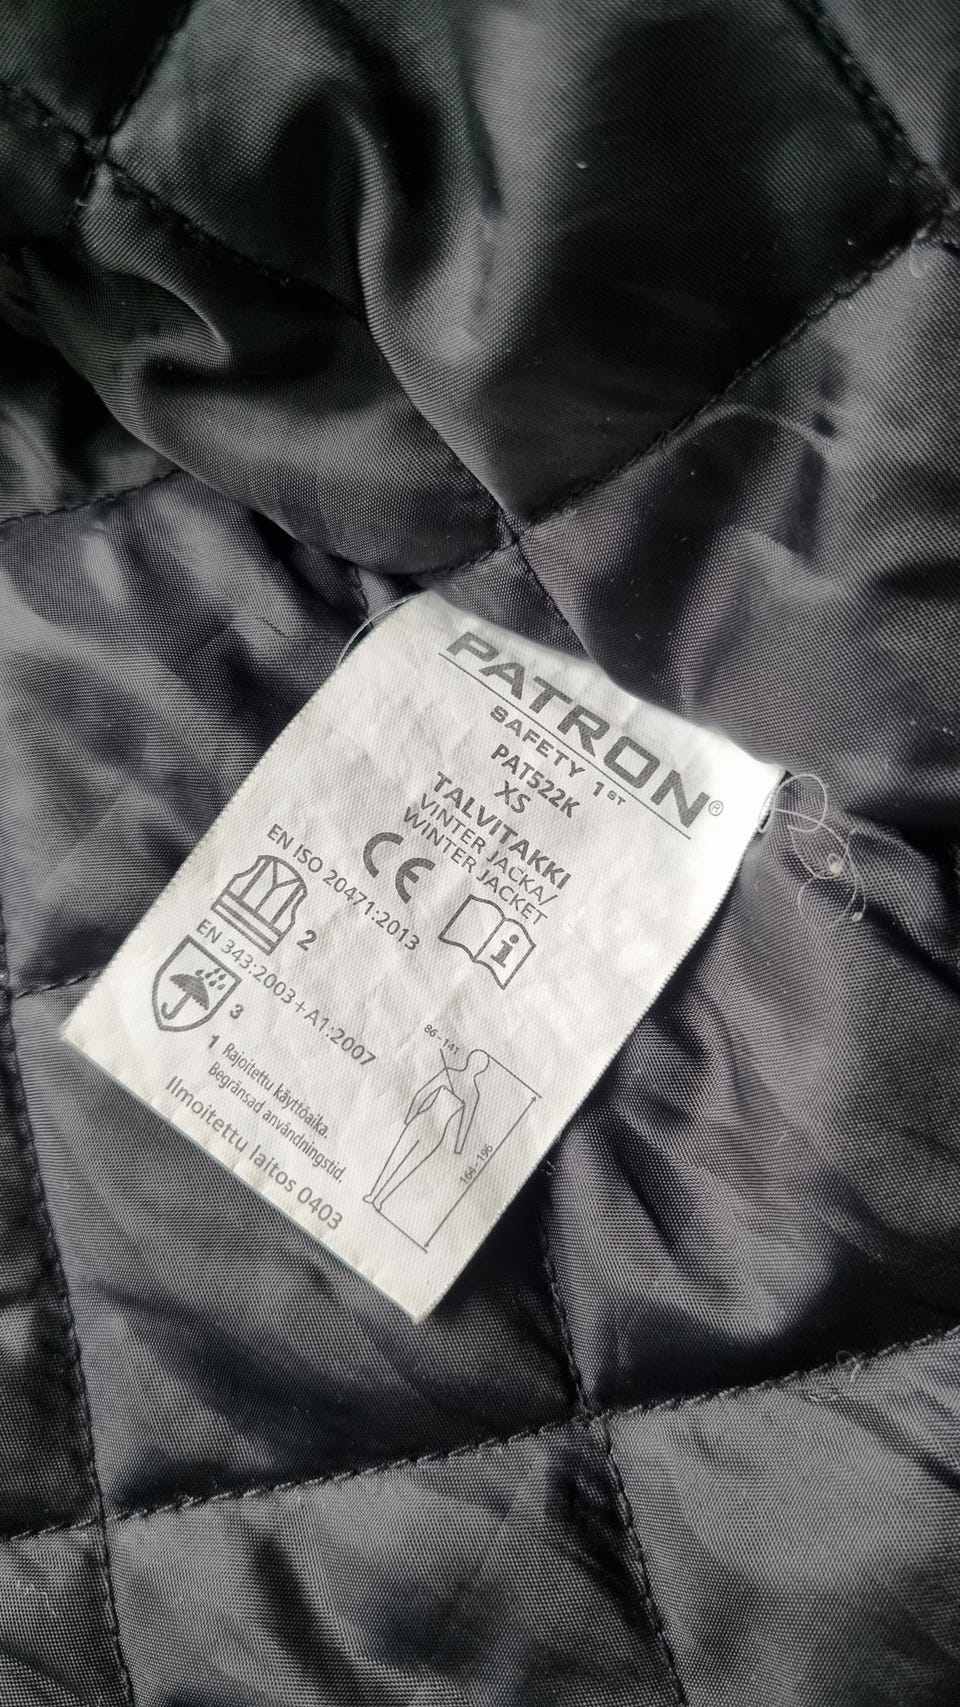 PATRON®
SAFETY 1ST
PAT522K
XS
TALVITAKKI
VINTER JACKA/
WINTER JACKET
CE
i
EN ISO 20471:2013
2
EN 343:2003+A1:2007
3
1
Rajoitettu käyttöaika.
Begränsad användningstid.
Ilmoitettu laitos 0403
86-141
164-196